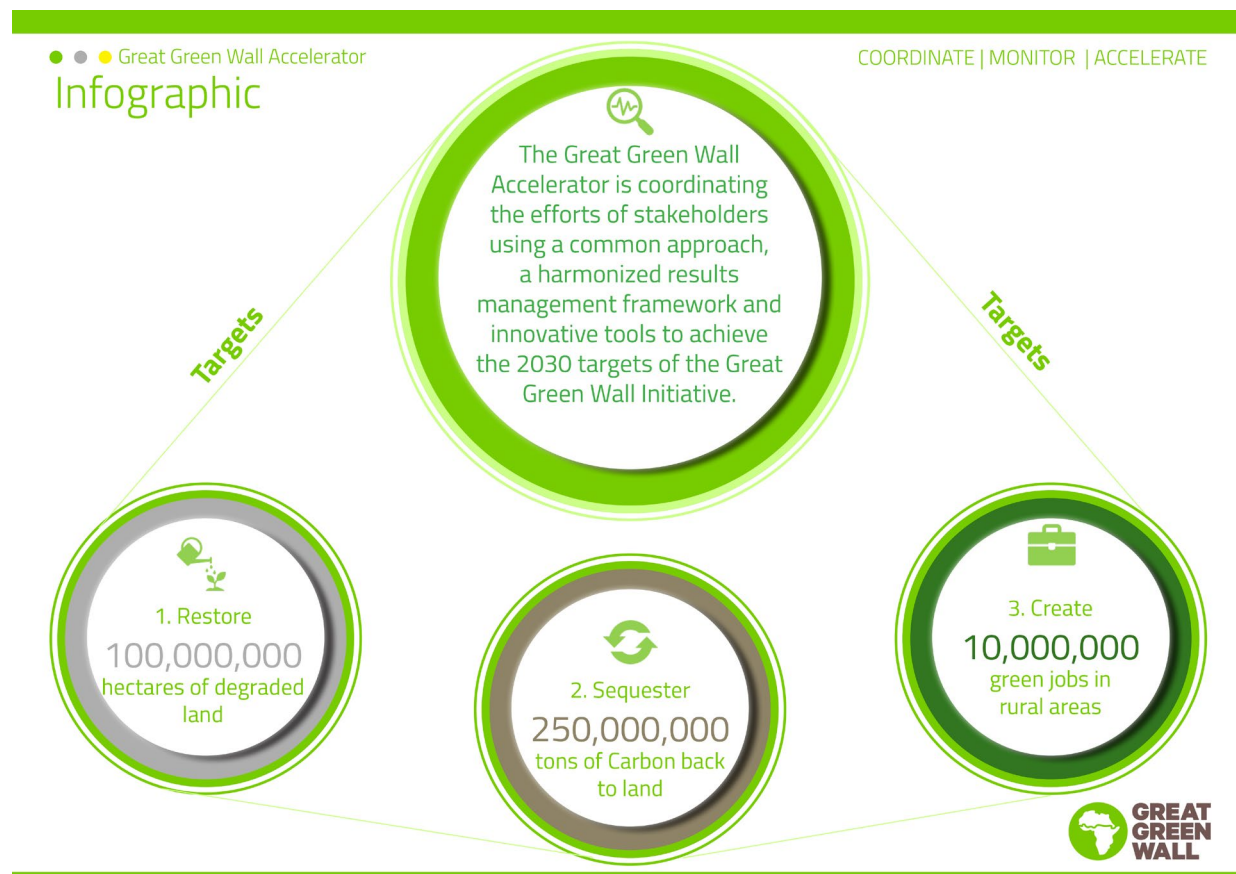 Great Green Wall Accelerator
Infographic
COORDINATE | MONITOR | ACCELERATE
The Great Green Wall
Accelerator is coordinating
the efforts of stakeholders
using a common approach,
a harmonized results
management framework and
innovative tools to achieve
the 2030 targets of the Great
Green Wall Initiative.
Targets
Targets
1. Restore
100,000,000
hectares of degraded
land
2. Sequester
250,000,000
tons of Carbon back
to land
3. Create
10,000,000
green jobs in
rural areas
GREAT
GREEN
WALL